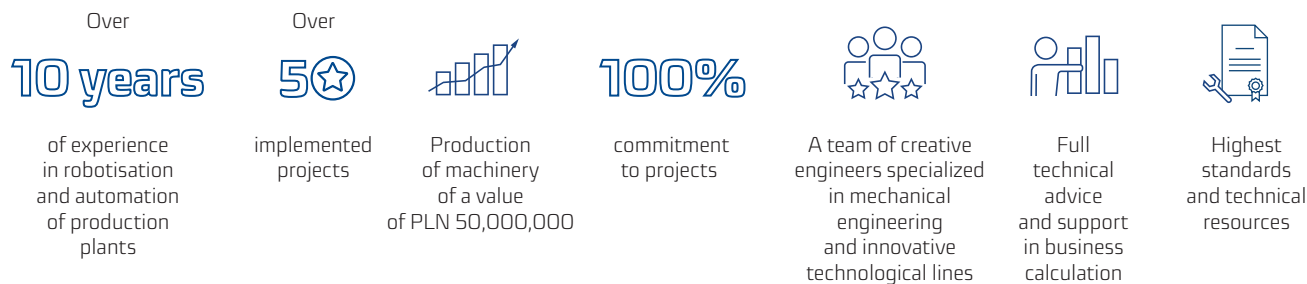 Over
10 years
of experience
in robotisation
and automation
of production
plants
Over
50
implemented
projects
Production
of machinery
of a value
of PLN 50,000,000
100%
commitment
to projects
A team of creative
engineers specialized
in mechanical
engineering
and innovative
technological lines
Full
technical
advice
and support
in business
calculation
Highest
standards
and technical
resources